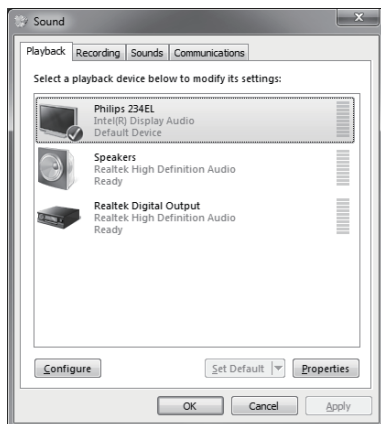 Sound
Playback Recording Sounds Communications
Select a playback device below to modify its settings:
Philips 234EL
Intel(R) Display Audio
Default Device
Speakers
Realtek High Definition Audio
Ready
Realtek Digital Output
Realtek High Definition Audio
Ready
Configure Set Default Properties
OK Cancel Apply